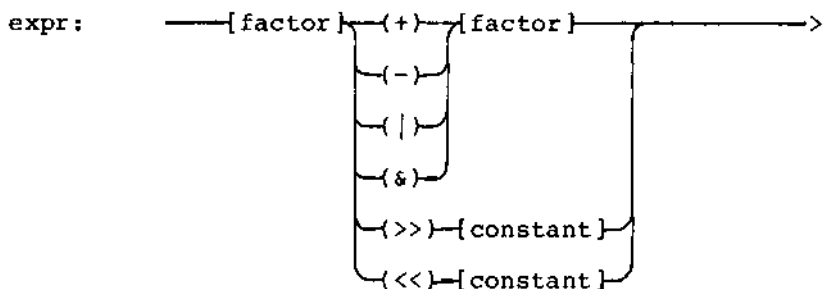 expr: [factor] (+) [factor] >
(-)
(|)
(&)
(>>) [constant]
(<<) [constant]